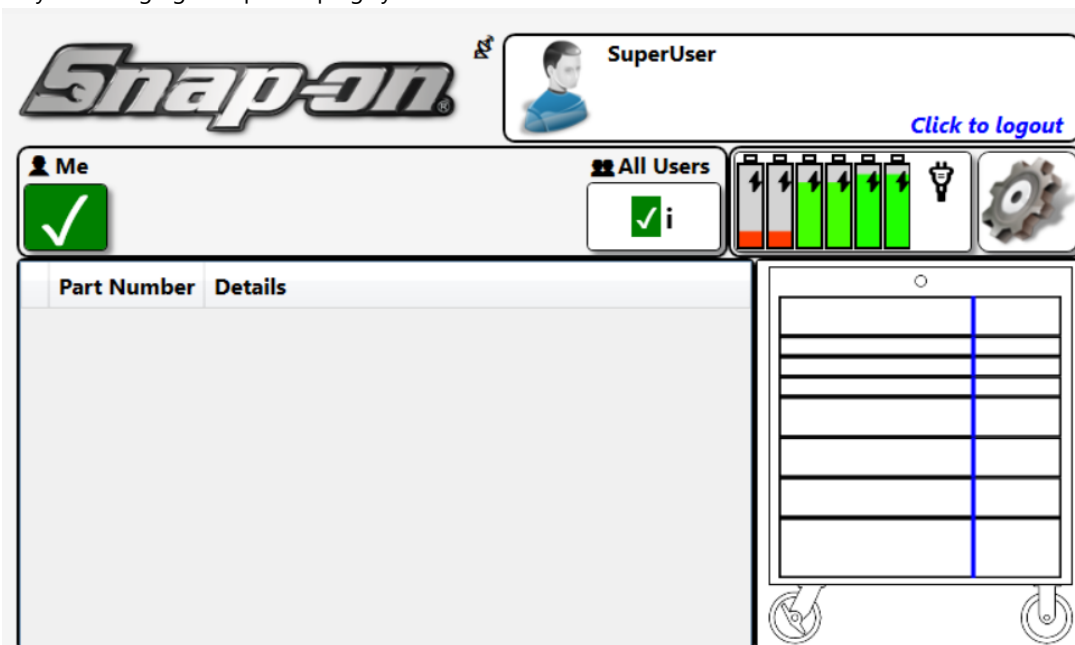 Snap-on®
SuperUser
Click to logout
Me
All Users
✓ i
Part Number Details